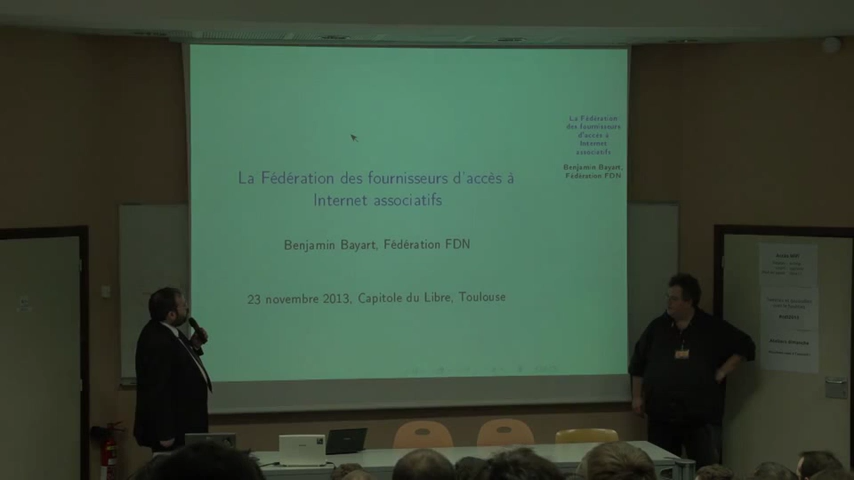 La Fédération des fournisseurs d'accès à
Internet associatifs
Benjamin Bayart, Fédération FDN
23 novembre 2013, Capitole du Libre, Toulouse
La Fédération
des fournisseurs
d'accès à
Internet
associatifs
Benjamin Bayart,
Fédération FDN